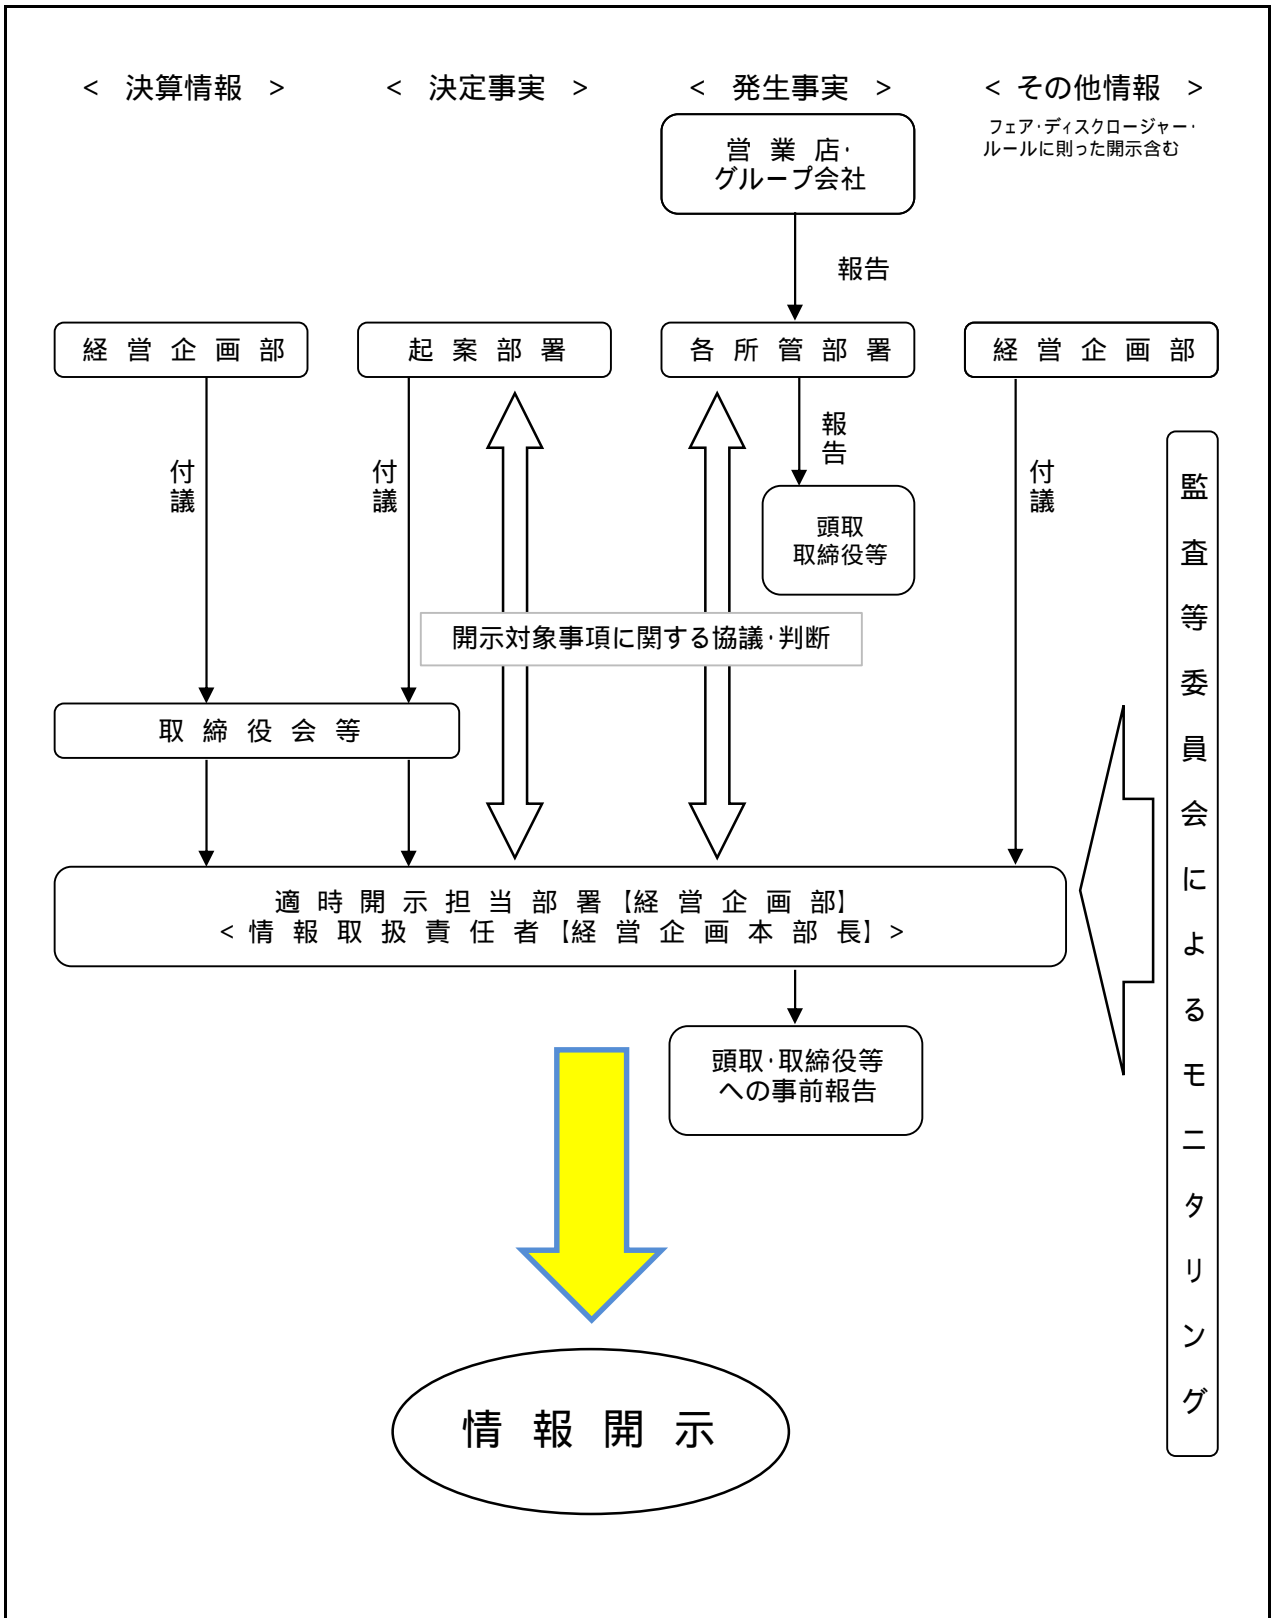 < 決算情報 >
< 決定事実 >
< 発生事実 >
< その他情報 >
フェア・ディスクロージャー・
ルールに則った開示含む
営 業 店・
グループ会社
報告
経 営 企 画 部
起 案 部 署
各 所 管 部 署
経 営 企 画 部
付議
付議
報告
付議
頭取
取締役等
開示対象事項に関する協議・判断
取 締 役 会 等
適 時 開 示 担 当 部 署【経 営 企 画 部】
< 情 報 取 扱 責 任 者【経 営 企 画 本 部 長】>
頭取・取締役等
への事前報告
監査等委員会によるモニタリング
情 報 開 示